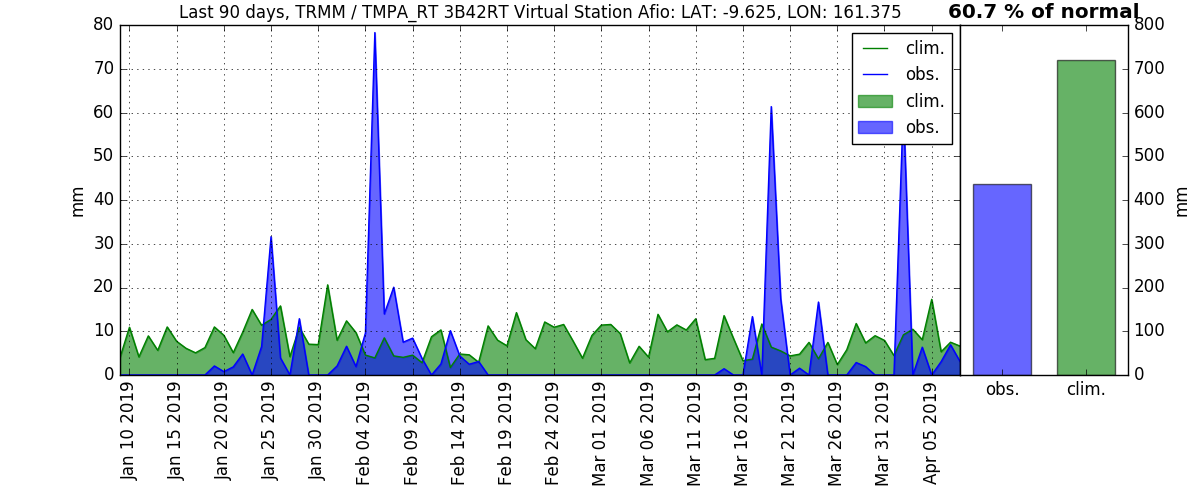 Last 90 days, TRMM / TMPA_RT 3B42RT Virtual Station Afio: LAT: -9.625, LON: 161.375
60.7 % of normal
80
70
60
50
40
30
20
10
0
mm
clim.
obs.
clim.
obs.
Jan 10 2019
Jan 15 2019
Jan 20 2019
Jan 25 2019
Jan 30 2019
Feb 04 2019
Feb 09 2019
Feb 14 2019
Feb 19 2019
Feb 24 2019
Mar 01 2019
Mar 06 2019
Mar 11 2019
Mar 16 2019
Mar 21 2019
Mar 26 2019
Mar 31 2019
Apr 05 2019
800
700
600
500
400
300
200
100
0
mm
obs.
clim.